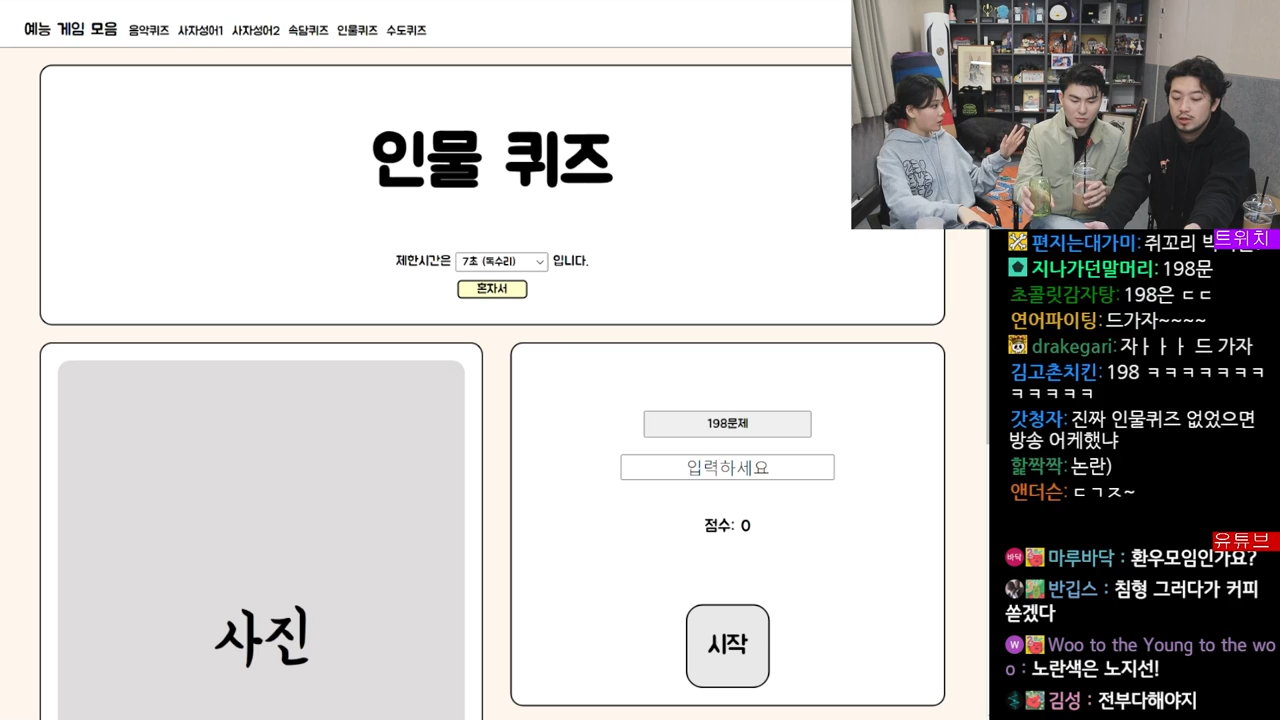 예능 게임 모음 음악퀴즈 사자성어1 사자성어2 속담퀴즈 인물퀴즈 수도퀴즈
인물 퀴즈
제한시간은 7초 (독수리) 입니다.
혼자서
사진
198문제
입력하세요
점수: 0
시작
트위치
편지는대가미: 쥐꼬리
지나가던말머리: 198문
초콜릿감자탕: 198은 ㄷㄷ
연어파이팅: 드가자~~~~
drakegari: 자ㅏㅏㅏ 드 가자
김고촌치킨: 198 ㅋㅋㅋㅋㅋㅋㅋ
ㅋㅋㅋㅋㅋ
갓청자: 진짜 인물퀴즈 없었으면
방송 어케했냐
핥짝짝: 논란)
앤더슨: ㄷㄱㅈ~
유튜브
바닥 마루바닥 : 환우모임인가요?
반깁스 : 침형 그러다가 커피
쏟겠다
W Woo to the Young to the wo
o : 노란색은 노지선!
김성 : 전부다해야지